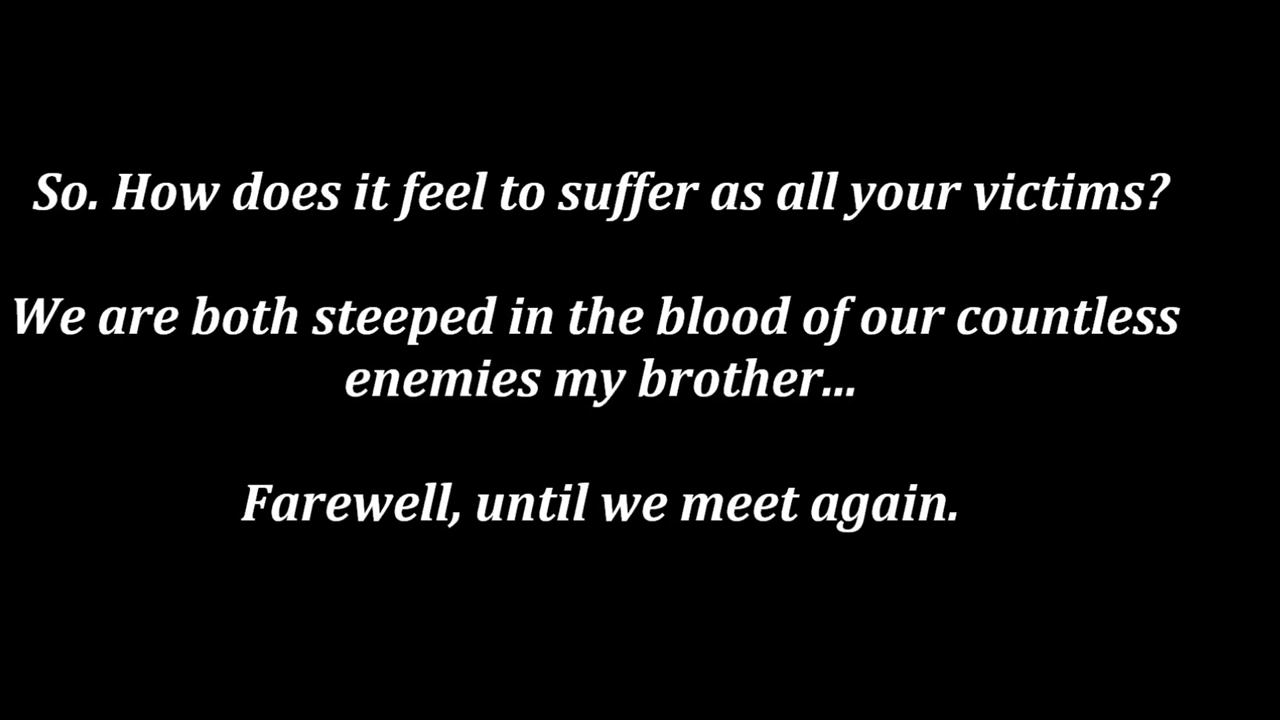 So. How does it feel to suffer as all your victims?
We are both steeped in the blood of our countless
enemies my brother...
Farewell, until we meet again.